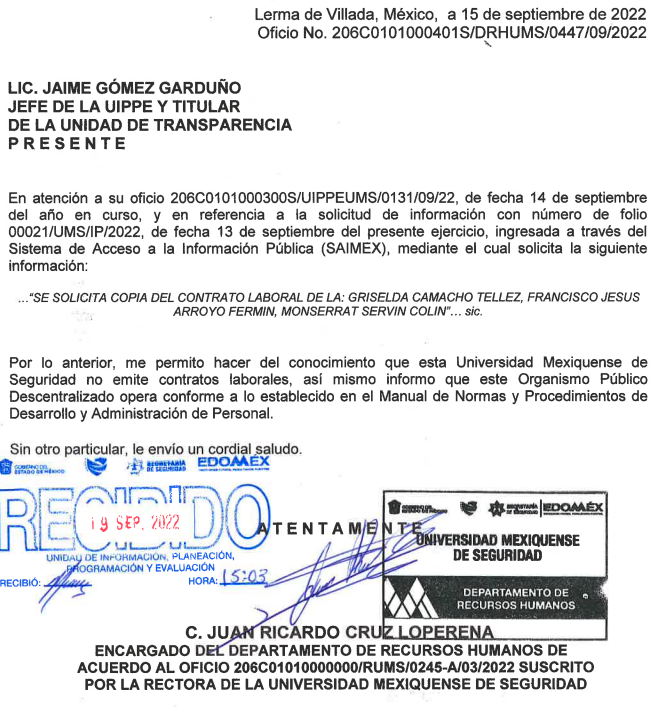 Lerma de Villada, México, a 15 de septiembre de 2022
Oficio No. 206C0101000401S/DRHUMS/0447/09/2022
LIC. JAIME GÓMEZ GARDUÑO
JEFE DE LA UIPPE Y TITULAR
DE LA UNIDAD DE TRANSPARENCIA
P R E S E N T E
En atención a su oficio 206C0101000300S/UIPPEUMS/0131/09/22, de fecha 14 de septiembre
del año en curso, y en referencia a la solicitud de información con número de folio
00021/UMS/IP/2022, de fecha 13 de septiembre del presente ejercicio, ingresada a través del
Sistema de Acceso a la Información Pública (SAIMEX), mediante el cual solicita la siguiente
información:
..."SE SOLICITA COPIA DEL CONTRATO LABORAL DE LA: GRISELDA CAMACHO TELLEZ, FRANCISCO JESUS
ARROYO FERMIN, MONSERRAT SERVIN COLIN"... sic.
Por lo anterior, me permito hacer del conocimiento que esta Universidad Mexiquense de
Seguridad no emite contratos laborales, así mismo informo que este Organismo Público
Descentralizado opera conforme a lo establecido en el Manual de Normas y Procedimientos de
Desarrollo y Administración de Personal.
Sin otro particular, le envío un cordial saludo.
GOBIERNO DEL
ESTADO DE MÉXICO
SECRETARÍA
DE SEGURIDAD
EDOMÉX
RECIBIDO
19 SEP. 2022
UNIDAD DE INFORMACIÓN, PLANEACIÓN,
PROGRAMACIÓN Y EVALUACIÓN
RECIBIÓ:
HORA: 15:03
A T E N T A M E N T E
EDOMÉX
UNIVERSIDAD MEXIQUENSE
DE SEGURIDAD
DEPARTAMENTO DE
RECURSOS HUMANOS
C. JUAN RICARDO CRUZ LOPERENA
ENCARGADO DEL DEPARTAMENTO DE RECURSOS HUMANOS DE
ACUERDO AL OFICIO 206C01010000000/RUMS/0245-A/03/2022 SUSCRITO
POR LA RECTORA DE LA UNIVERSIDAD MEXIQUENSE DE SEGURIDAD